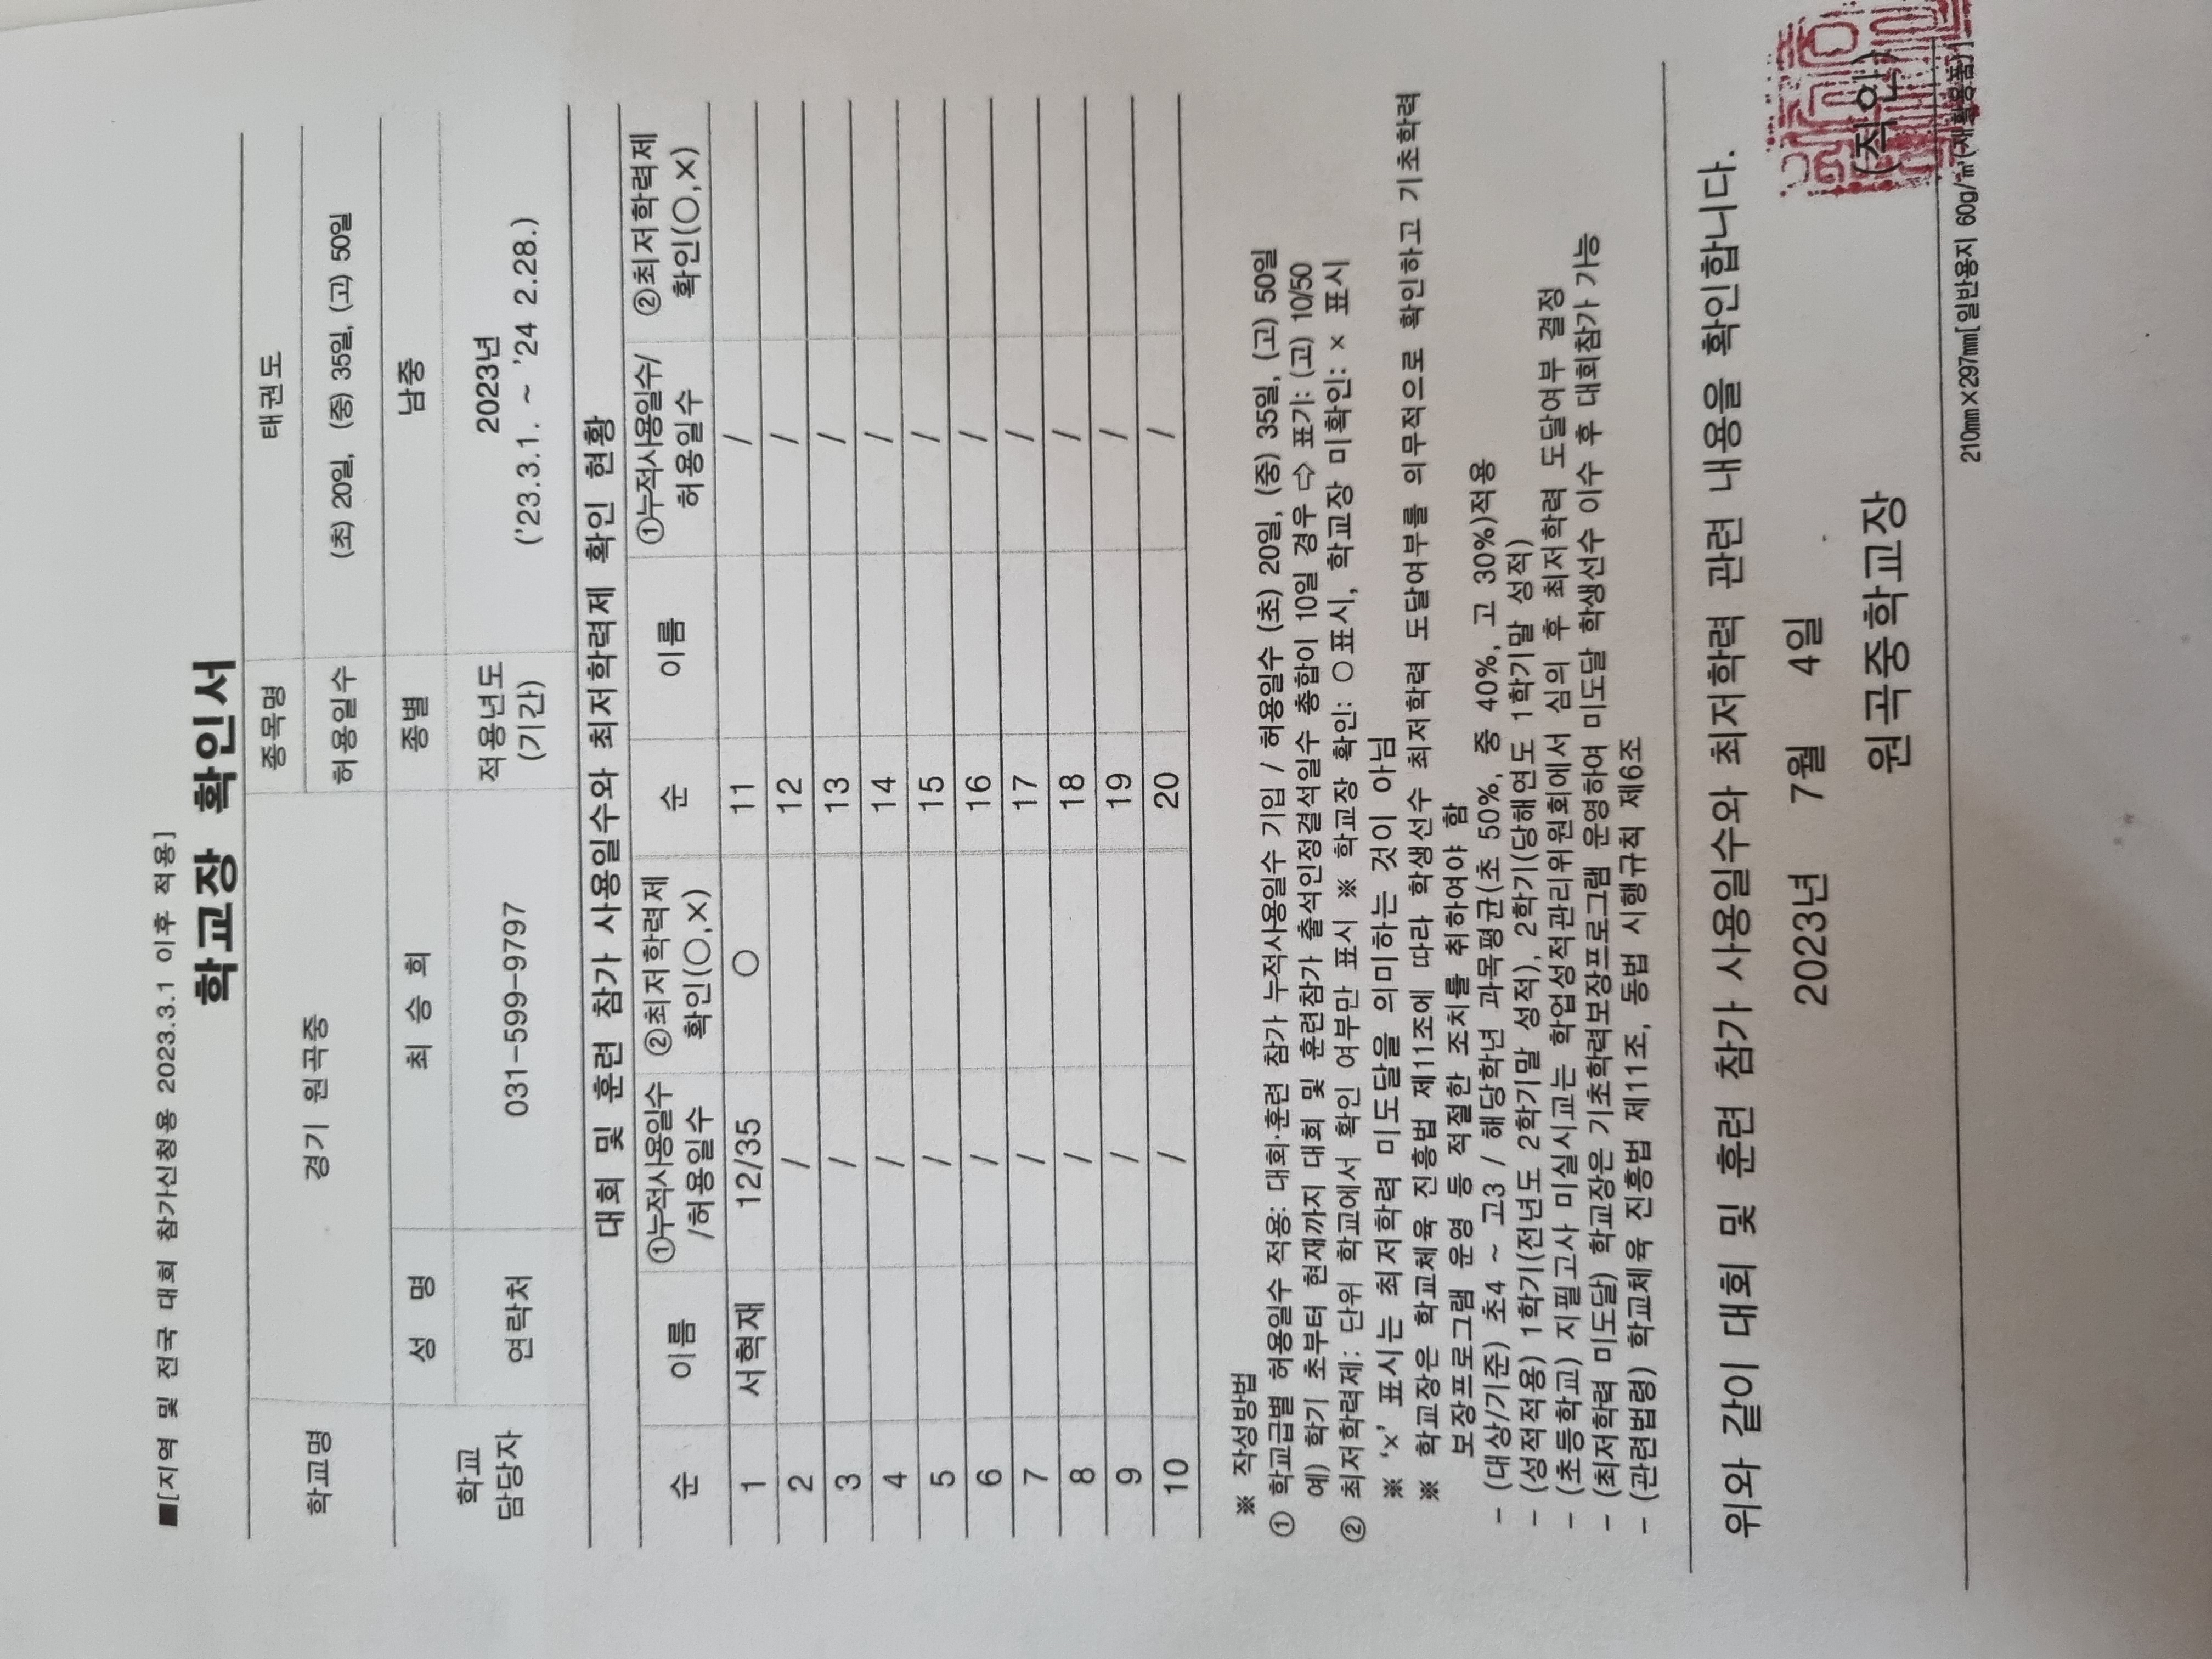 ■[지역 및 전국 대회 참가신청용 2023.3.1 이후 적용]
학교장 확인서
학교명 경기 원곡중 종목명 태권도
허용일수 (초) 20일, (중) 35일, (고) 50일
학교 담당자 성 명 최 승 희 종별 남중
연락처 031-599-9797 적용년도 (기간) 2023년 ('23.3.1. ~ '24 2.28.)
대회 및 훈련 참가 사용일수와 최저학력제 확인 현황
순 이름 ①누적사용일수 /허용일수 ②최저학력제 확인(○,×) 순 이름 ①누적사용일수/ 허용일수 ②최저학력제 확인(○,×)
1 서혁재 12/35 ○ 11 /
2 / 12 /
3 / 13 /
4 / 14 /
5 / 15 /
6 / 16 /
7 / 17 /
8 / 18 /
9 / 19 /
10 / 20 /
※ 작성방법
① 학교급별 허용일수 적용: 대회·훈련 참가 누적사용일수 기입 / 허용일수 (초) 20일, (중) 35일, (고) 50일
예) 학기 초부터 현재까지 대회 및 훈련참가 출석인정결석일수 총합이 10일 경우 ⇨ 표기: (고) 10/50
② 최저학력제: 단위 학교에서 확인 여부만 표시 ※ 학교장 확인: ○표시, 학교장 미확인: × 표시
※ ‘×’ 표시는 최저학력 미도달을 의미하는 것이 아님
※ 학교장은 학교체육 진흥법 제11조에 따라 학생선수 최저학력 도달여부를 의무적으로 확인하고 기초학력
보장프로그램 운영 등 적절한 조치를 취하여야 함
- (대상/기준) 초4 ~ 고3 / 해당학년 과목평균(초 50%, 중 40%, 고 30%)적용
- (성적적용) 1학기(전년도 2학기말 성적), 2학기(당해연도 1학기말 성적)
- (초등학교) 지필고사 미실시교는 학업성적관리위원회에서 심의 후 최저학력 도달여부 결정
- (최저학력 미도달) 학교장은 기초학력보장프로그램 운영하여 미도달 학생선수 이수 후 대회참가 가능
- (관련법령) 학교체육 진흥법 제11조, 동법 시행규칙 제6조
위와 같이 대회 및 훈련 참가 사용일수와 최저학력 관련 내용을 확인합니다.
2023년 7월 4일
원곡중학교장 (직인)
210㎜×297㎜[일반용지 60g/㎡(재활용품)]